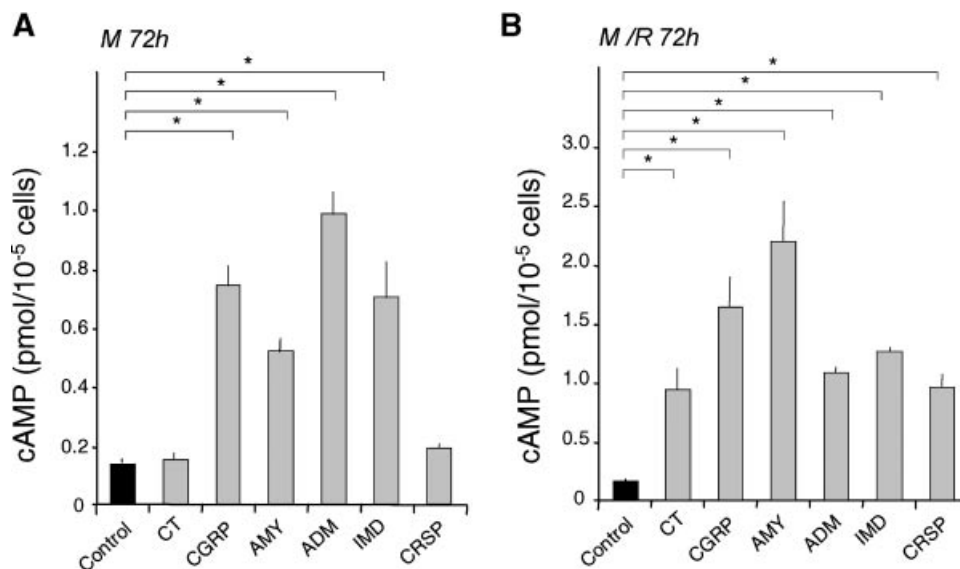 A
M 72h
*
*
*
*
1.2
1.0
0.8
0.6
0.4
0.2
0
cAMP (pmol/10-5 cells)
Control
CT
CGRP
AMY
ADM
IMD
CRSP
B
M /R 72h
*
*
*
*
*
*
3.0
2.5
2.0
1.5
1.0
0.5
0
cAMP (pmol/10-5 cells)
Control
CT
CGRP
AMY
ADM
IMD
CRSP